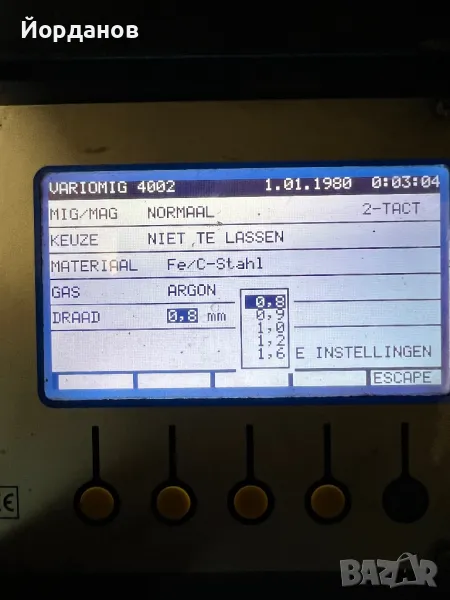 Йорданов
VARIOMIG 4002 1.01.1980 0:03:04
MIG/MAG NORMAAL 2-TACT
KEUZE NIET TE LASSEN
MATERIAAL Fe/C-Stahl
GAS ARGON
DRAAD 0,8 mm
0,8
0,9
1,0
1,2
1,6
E INSTELLINGEN
ESCAPE
CE
BAZAR